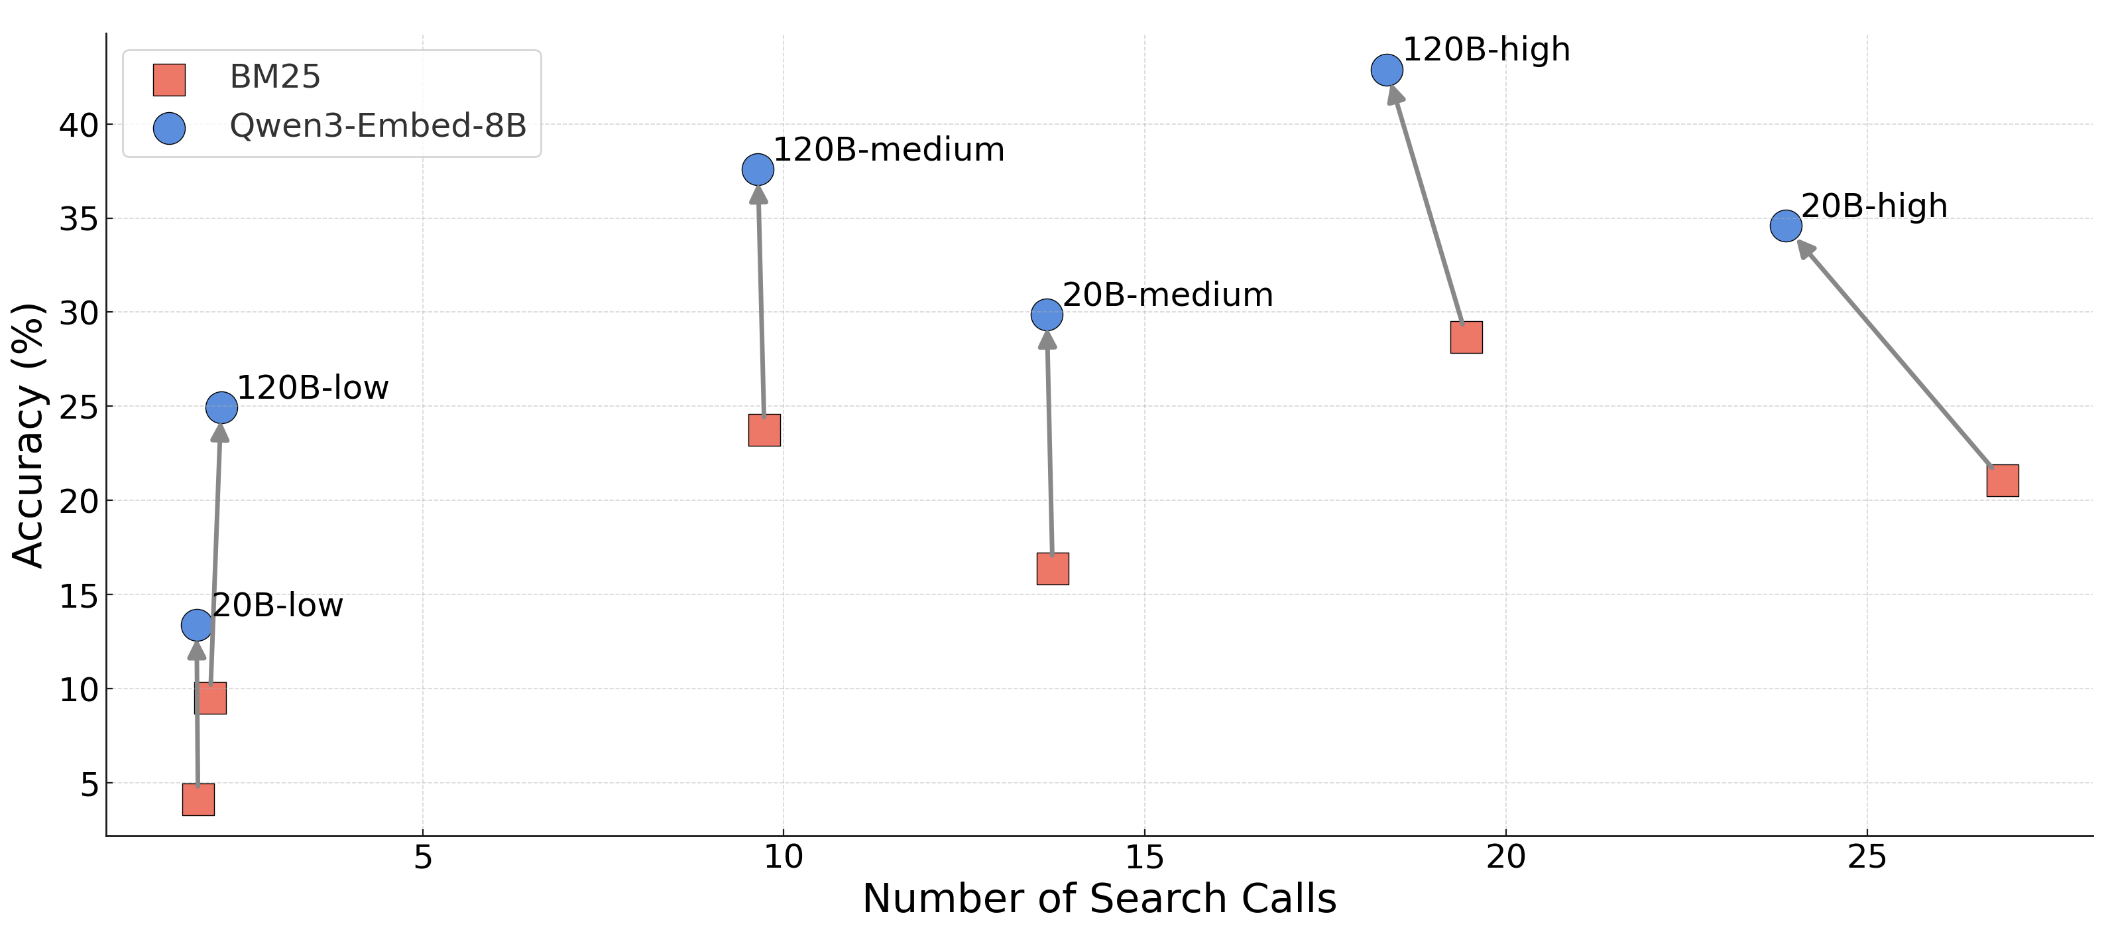 BM25
Qwen3-Embed-8B
120B-high
120B-medium
20B-high
20B-medium
120B-low
20B-low
Accuracy (%)
40
35
30
25
20
15
10
5
5
10
15
20
25
Number of Search Calls